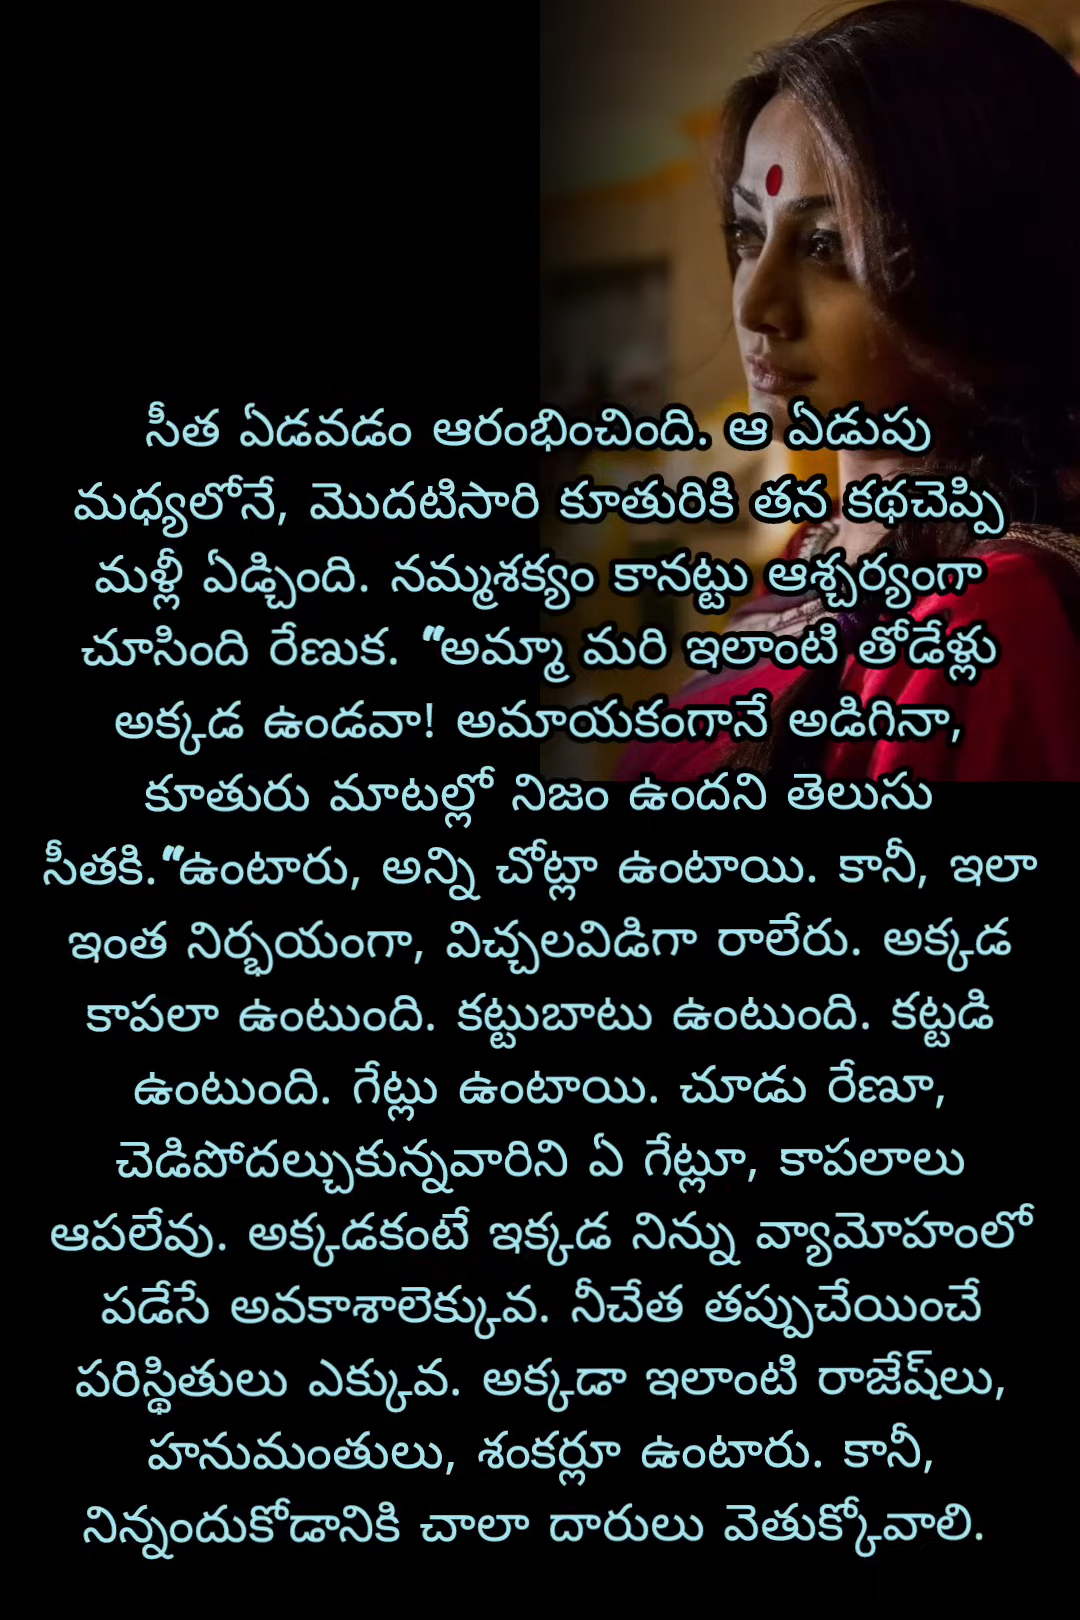 సీత ఏడవడం ఆరంభించింది. ఆ ఏడుపు
మధ్యలోనే, మొదటిసారి కూతురికి తన కథచెప్పి
మళ్లీ ఏడ్చింది. నమ్మశక్యం కానట్టు ఆశ్చర్యంగా
చూసింది రేణుక. "అమ్మా మరి ఇలాంటి తోడేళ్లు
అక్కడ ఉండవా! అమాయకంగానే అడిగినా,
కూతురు మాటల్లో నిజం ఉందని తెలుసు
సీతకి."ఉంటారు, అన్ని చోట్లా ఉంటాయి. కానీ, ఇలా
ఇంత నిర్భయంగా, విచ్చలవిడిగా రాలేరు. అక్కడ
కాపలా ఉంటుంది. కట్టుబాటు ఉంటుంది. కట్టడి
ఉంటుంది. గేట్లు ఉంటాయి. చూడు రేణూ,
చెడిపోదల్చుకున్నవారిని ఏ గేట్లూ, కాపలాలు
ఆపలేవు. అక్కడకంటే ఇక్కడ నిన్ను వ్యామోహంలో
పడేసే అవకాశాలెక్కువ. నీచేత తప్పుచేయించే
పరిస్థితులు ఎక్కువ. అక్కడా ఇలాంటి రాజేష్‌లు,
హనుమంతులు, శంకర్లూ ఉంటారు. కానీ,
నిన్నందుకోడానికి చాలా దారులు వెతుక్కోవాలి.